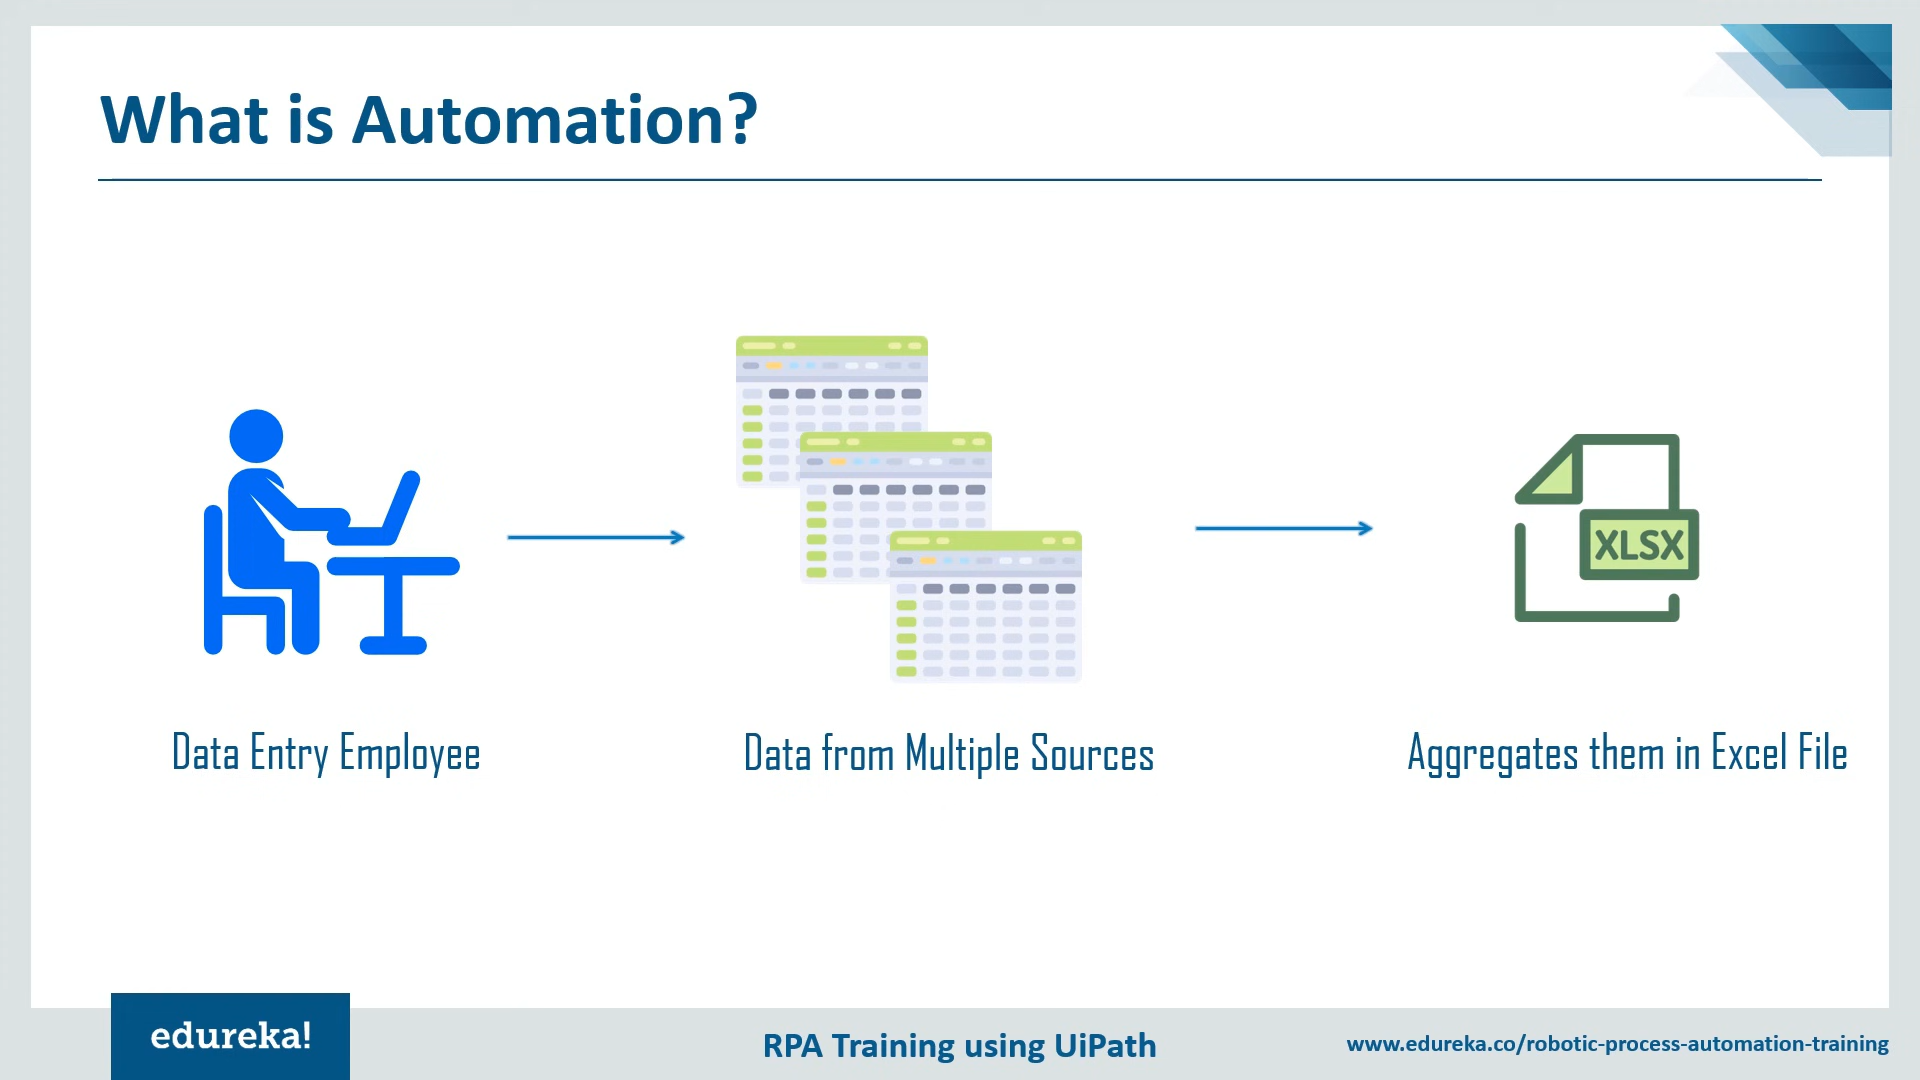 What is Automation?
XLSX
Data Entry Employee
Data from Multiple Sources
Aggregates them in Excel File
edureka!
RPA Training using UiPath
www.edureka.co/robotic-process-automation-training